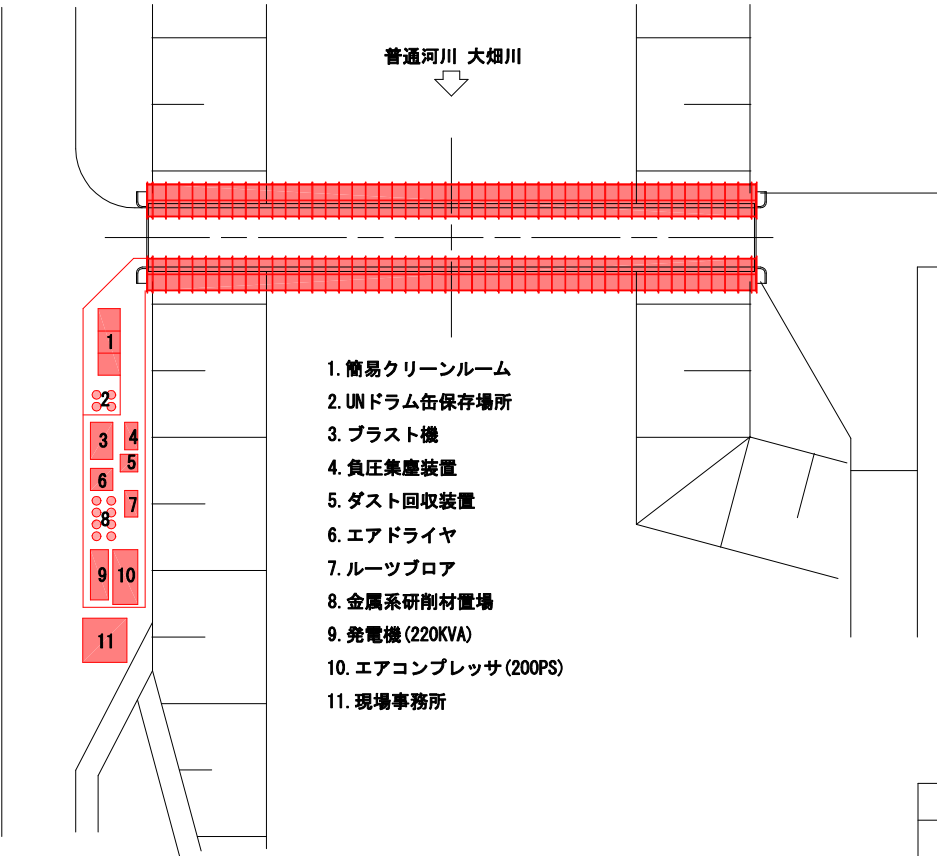 普通河川 大畑川
1
2
3
4
5
6
7
8
9
10
11
1.簡易クリーンルーム
2.UNドラム缶保存場所
3.ブラスト機
4.負圧集塵装置
5.ダスト回収装置
6.エアドライヤ
7.ルーツブロア
8.金属系研削材置場
9.発電機(220KVA)
10.エアコンプレッサ(200PS)
11.現場事務所